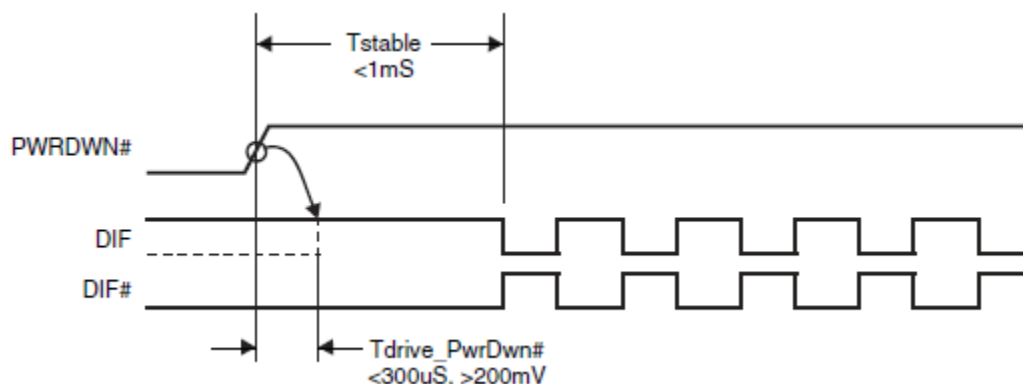 Tstable
<1mS
PWRDWN#
DIF
DIF#
Tdrive_PwrDwn#
<300uS, >200mV